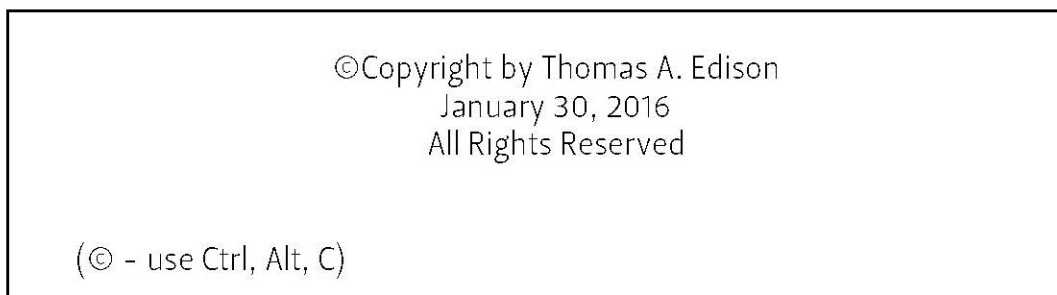 ©Copyright by Thomas A. Edison
January 30, 2016
All Rights Reserved
(© - use Ctrl, Alt, C)